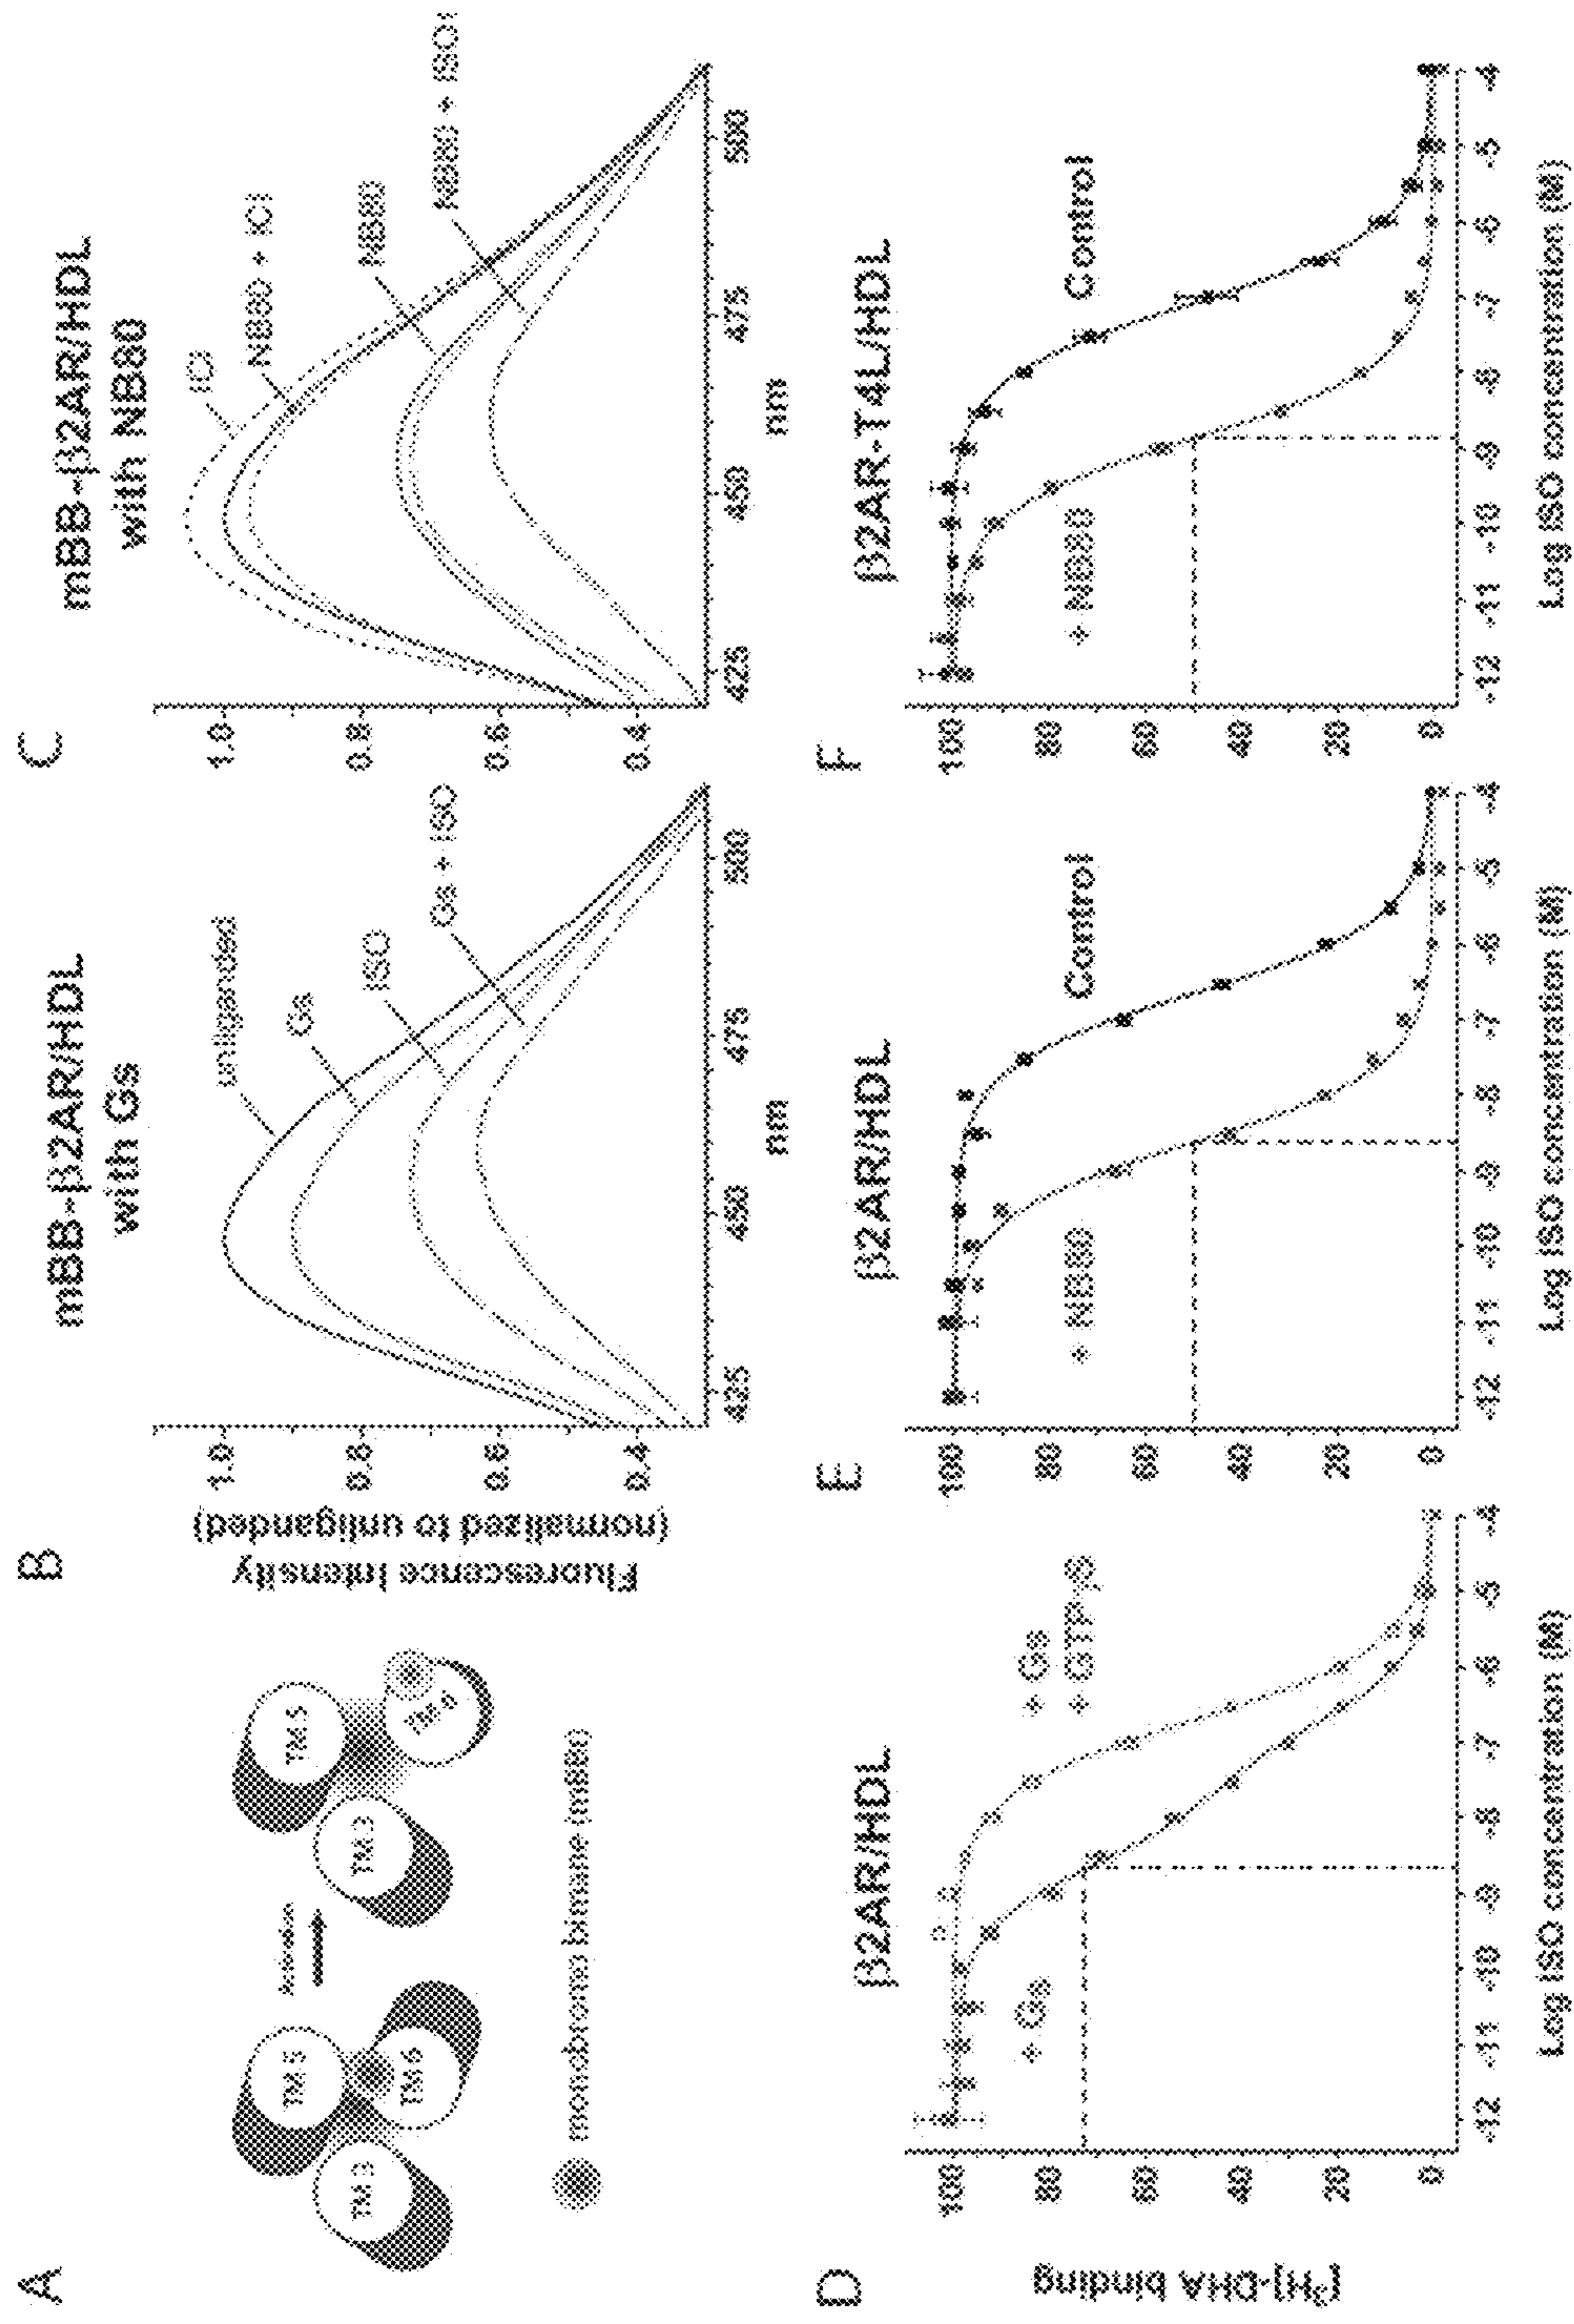 A
TM 5
TM 3
TM 6
Activation
TM 5
TM 3
TM 6
monobromo bimane (mBBr)
B
mBB-β2AR/HDL
with Gs
Fluorescence Intensity
(normalized to unliganded)
1.0
0.8
0.6
0.4
unliganded
Gs
ISO
Gs + ISO
425
450
475
500
nm
C
mBB-β2AR/HDL
with NB80
1.0
0.8
0.6
0.4
ICI
NB80 + ICI
NB80
NB80 + ISO
425
450
475
500
nm
D
β2AR/HDL
[³H]-DHA binding
100
80
60
40
20
0
+ Gs
+ Gs
+ GTPγS
-12
-11
-10
-9
-8
-7
-6
-5
-4
Log ISO concentration (M)
E
β2AR/HDL
100
80
60
40
20
0
+ NB80
Control
-12
-11
-10
-9
-8
-7
-6
-5
-4
Log ISO concentration (M)
F
β2AR-T4L/HDL
100
80
60
40
20
0
+ NB80
Control
-12
-11
-10
-9
-8
-7
-6
-5
-4
Log ISO concentration (M)